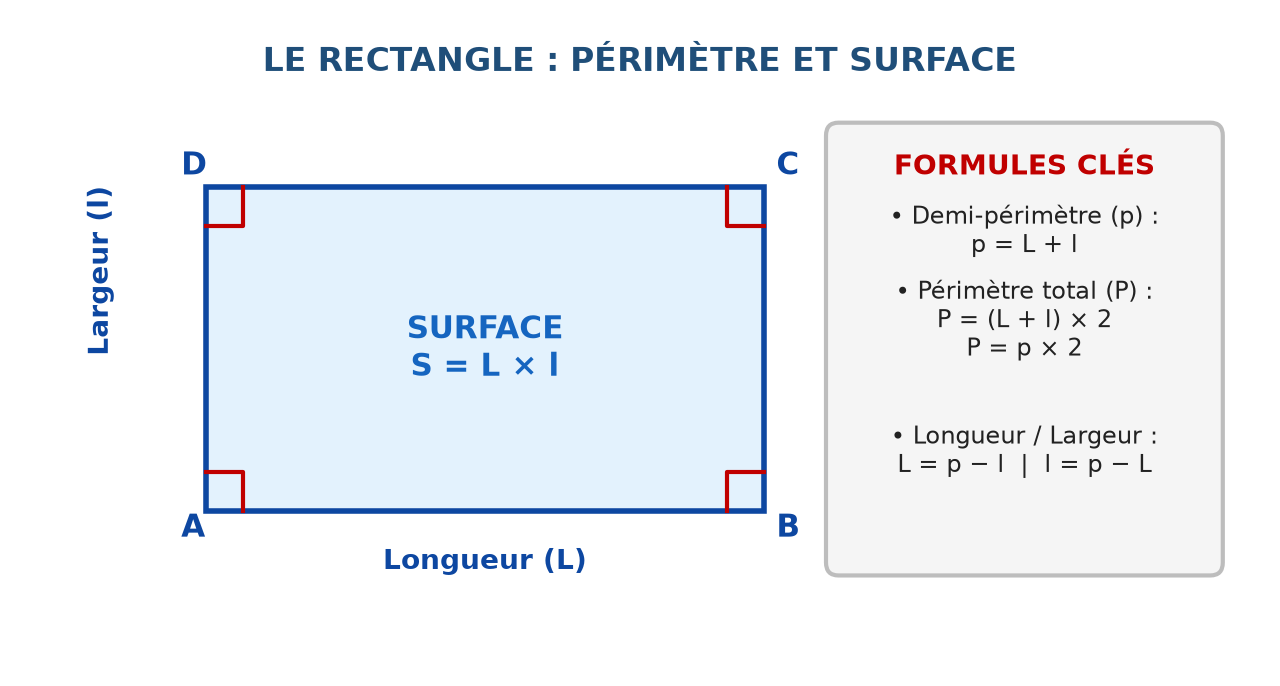 LE RECTANGLE : PÉRIMÈTRE ET SURFACE
D
C
Largeur (l)
SURFACE
S = L × l
A
B
Longueur (L)
FORMULES CLÉS
• Demi-périmètre (p) :
p = L + l
• Périmètre total (P) :
P = (L + l) × 2
P = p × 2
• Longueur / Largeur :
L = p − l | l = p − L